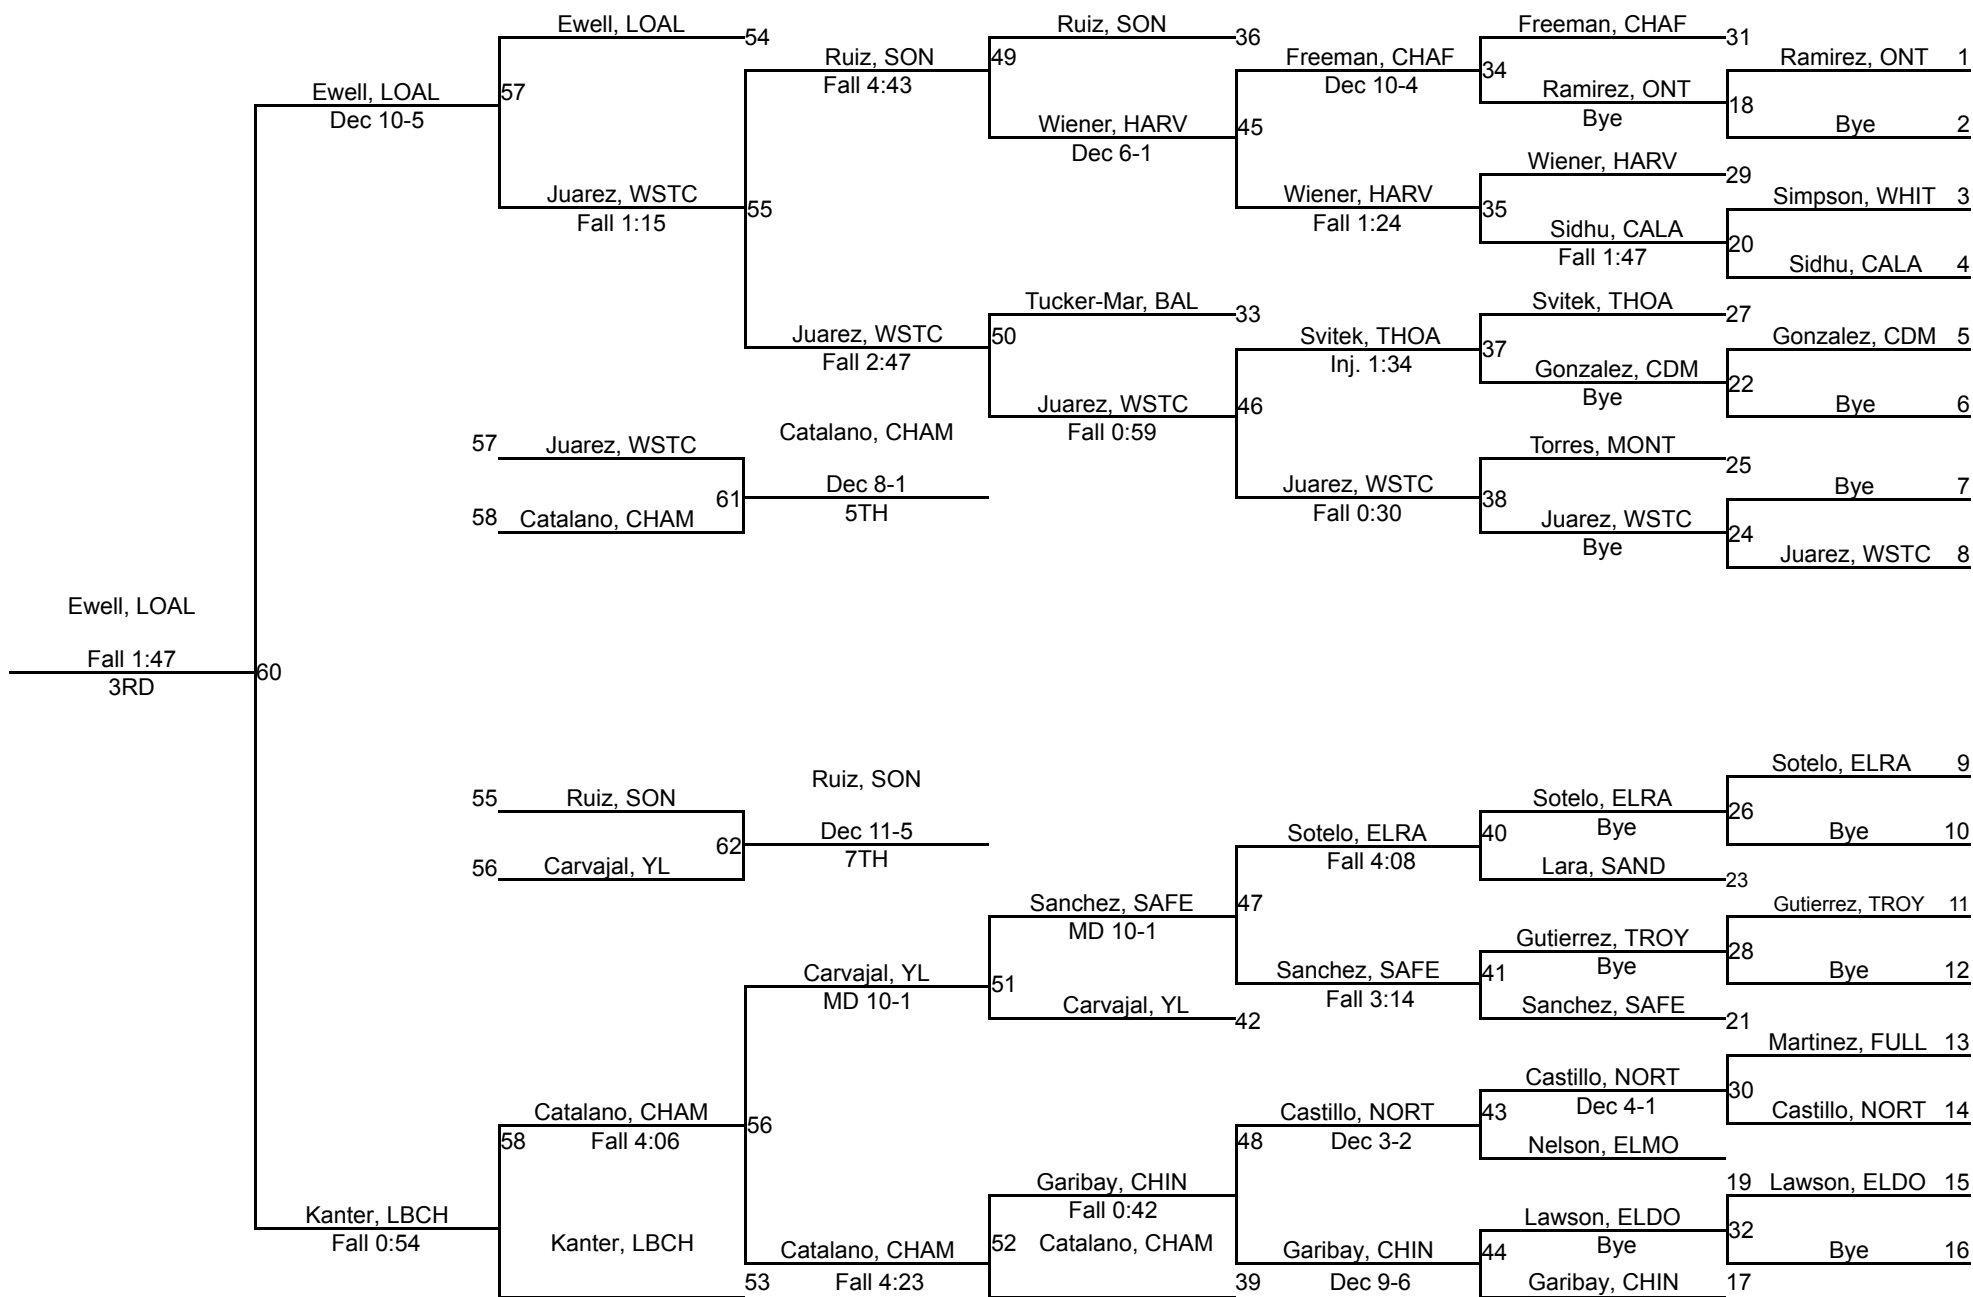 Ewell, LOAL
54
Ruiz, SON
36
Freeman, CHAF
31
Ruiz, SON
49
Freeman, CHAF
34
Ramirez, ONT 1
Fall 4:43
Dec 10-4
Ewell, LOAL
57
Ramirez, ONT
18
Dec 10-5
Bye
Wiener, HARV
45
Bye 2
Dec 6-1
Wiener, HARV
29
Juarez, WSTC
55
Wiener, HARV
35
Simpson, WHIT 3
Fall 1:15
Fall 1:24
Sidhu, CALA
20
Fall 1:47
Sidhu, CALA 4
Tucker-Mar, BAL
33
Svitek, THOA
27
Juarez, WSTC
50
Svitek, THOA
37
Gonzalez, CDM 5
Fall 2:47
Inj. 1:34
Gonzalez, CDM
22
Bye
Juarez, WSTC
46
Bye 6
Fall 0:59
Catalano, CHAM
57 Juarez, WSTC
Torres, MONT
25
61
Dec 8-1
5TH
Juarez, WSTC
38
Fall 0:30
Bye 7
58 Catalano, CHAM
Juarez, WSTC
24
Bye
Juarez, WSTC 8
Ewell, LOAL
Fall 1:47
60
3RD
Sotelo, ELRA 9
Ruiz, SON
55 Ruiz, SON
Sotelo, ELRA
26
Bye
62
Dec 11-5
7TH
Sotelo, ELRA
40
Fall 4:08
Bye 10
56 Carvajal, YL
Lara, SAND
23
Sanchez, SAFE
47
MD 10-1
Gutierrez, TROY 11
Gutierrez, TROY
28
Bye
Carvajal, YL
51
MD 10-1
Sanchez, SAFE
41
Fall 3:14
Bye 12
Carvajal, YL
42
Sanchez, SAFE
21
Martinez, FULL 13
Castillo, NORT
30
Dec 4-1
Catalano, CHAM
56
58
Fall 4:06
Castillo, NORT
43
48
Dec 3-2
Castillo, NORT 14
Nelson, ELMO
19
Garibay, CHIN
Fall 0:42
Lawson, ELDO 15
Kanter, LBCH
Fall 0:54
Lawson, ELDO
32
Bye
Kanter, LBCH
53
Catalano, CHAM
52
Fall 4:23
Catalano, CHAM
39
Garibay, CHIN
44
Dec 9-6
Bye 16
Garibay, CHIN
17